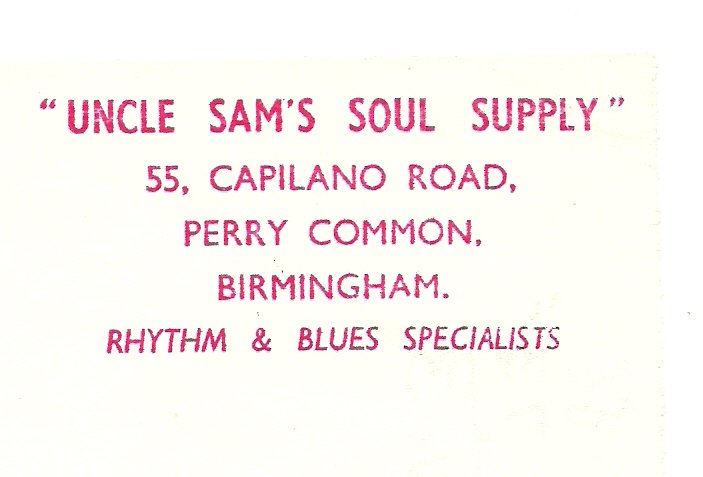 “UNCLE SAM'S SOUL SUPPLY”
55, CAPILANO ROAD,
PERRY COMMON,
BIRMINGHAM.
RHYTHM & BLUES SPECIALISTS